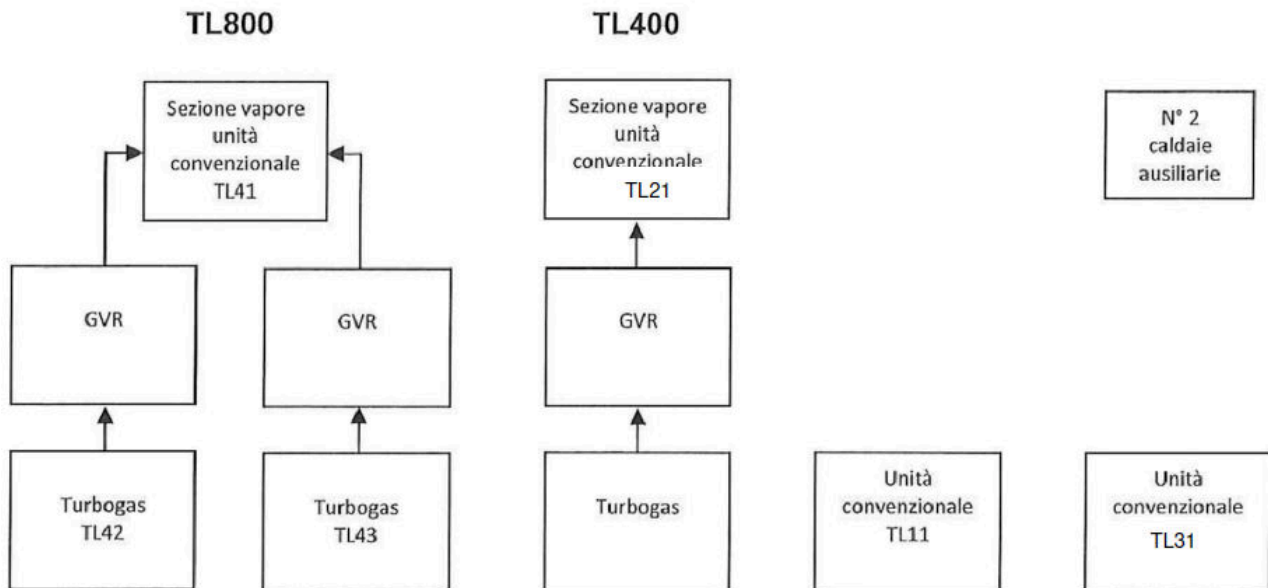 TL800
TL400
Sezione vapore
unità
convenzionale
TL41
Sezione vapore
unità
convenzionale
TL21
N° 2
caldaie
ausiliarie
GVR
GVR
GVR
Turbogas
TL42
Turbogas
TL43
Turbogas
Unità
convenzionale
TL11
Unità
convenzionale
TL31